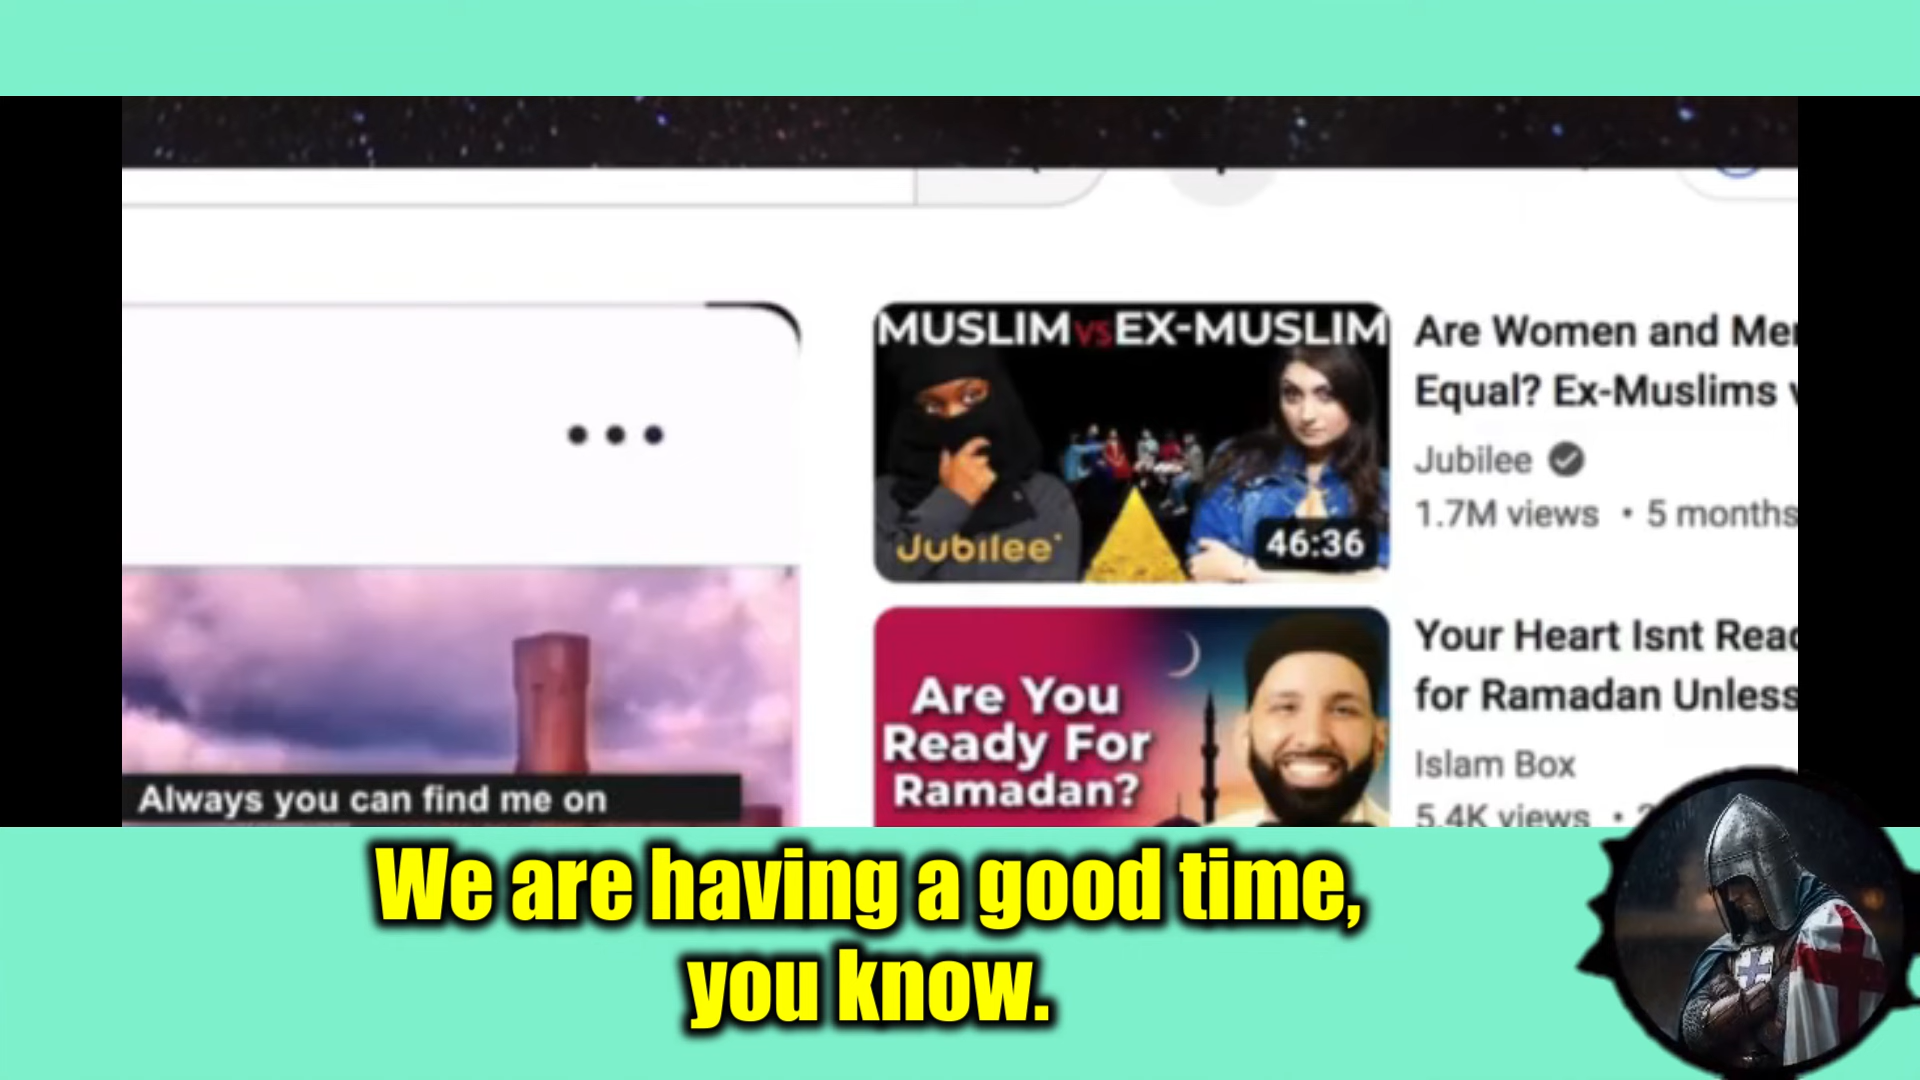 MUSLIM VS EX-MUSLIM
Jubilee
46:36
Are Women and Me
Equal? Ex-Muslims
Jubilee
1.7M views • 5 months
Are You
Ready For
Ramadan?
Your Heart Isnt Rea
for Ramadan Unless
Islam Box
5.4K views •
Always you can find me on
We are having a good time,
you know.